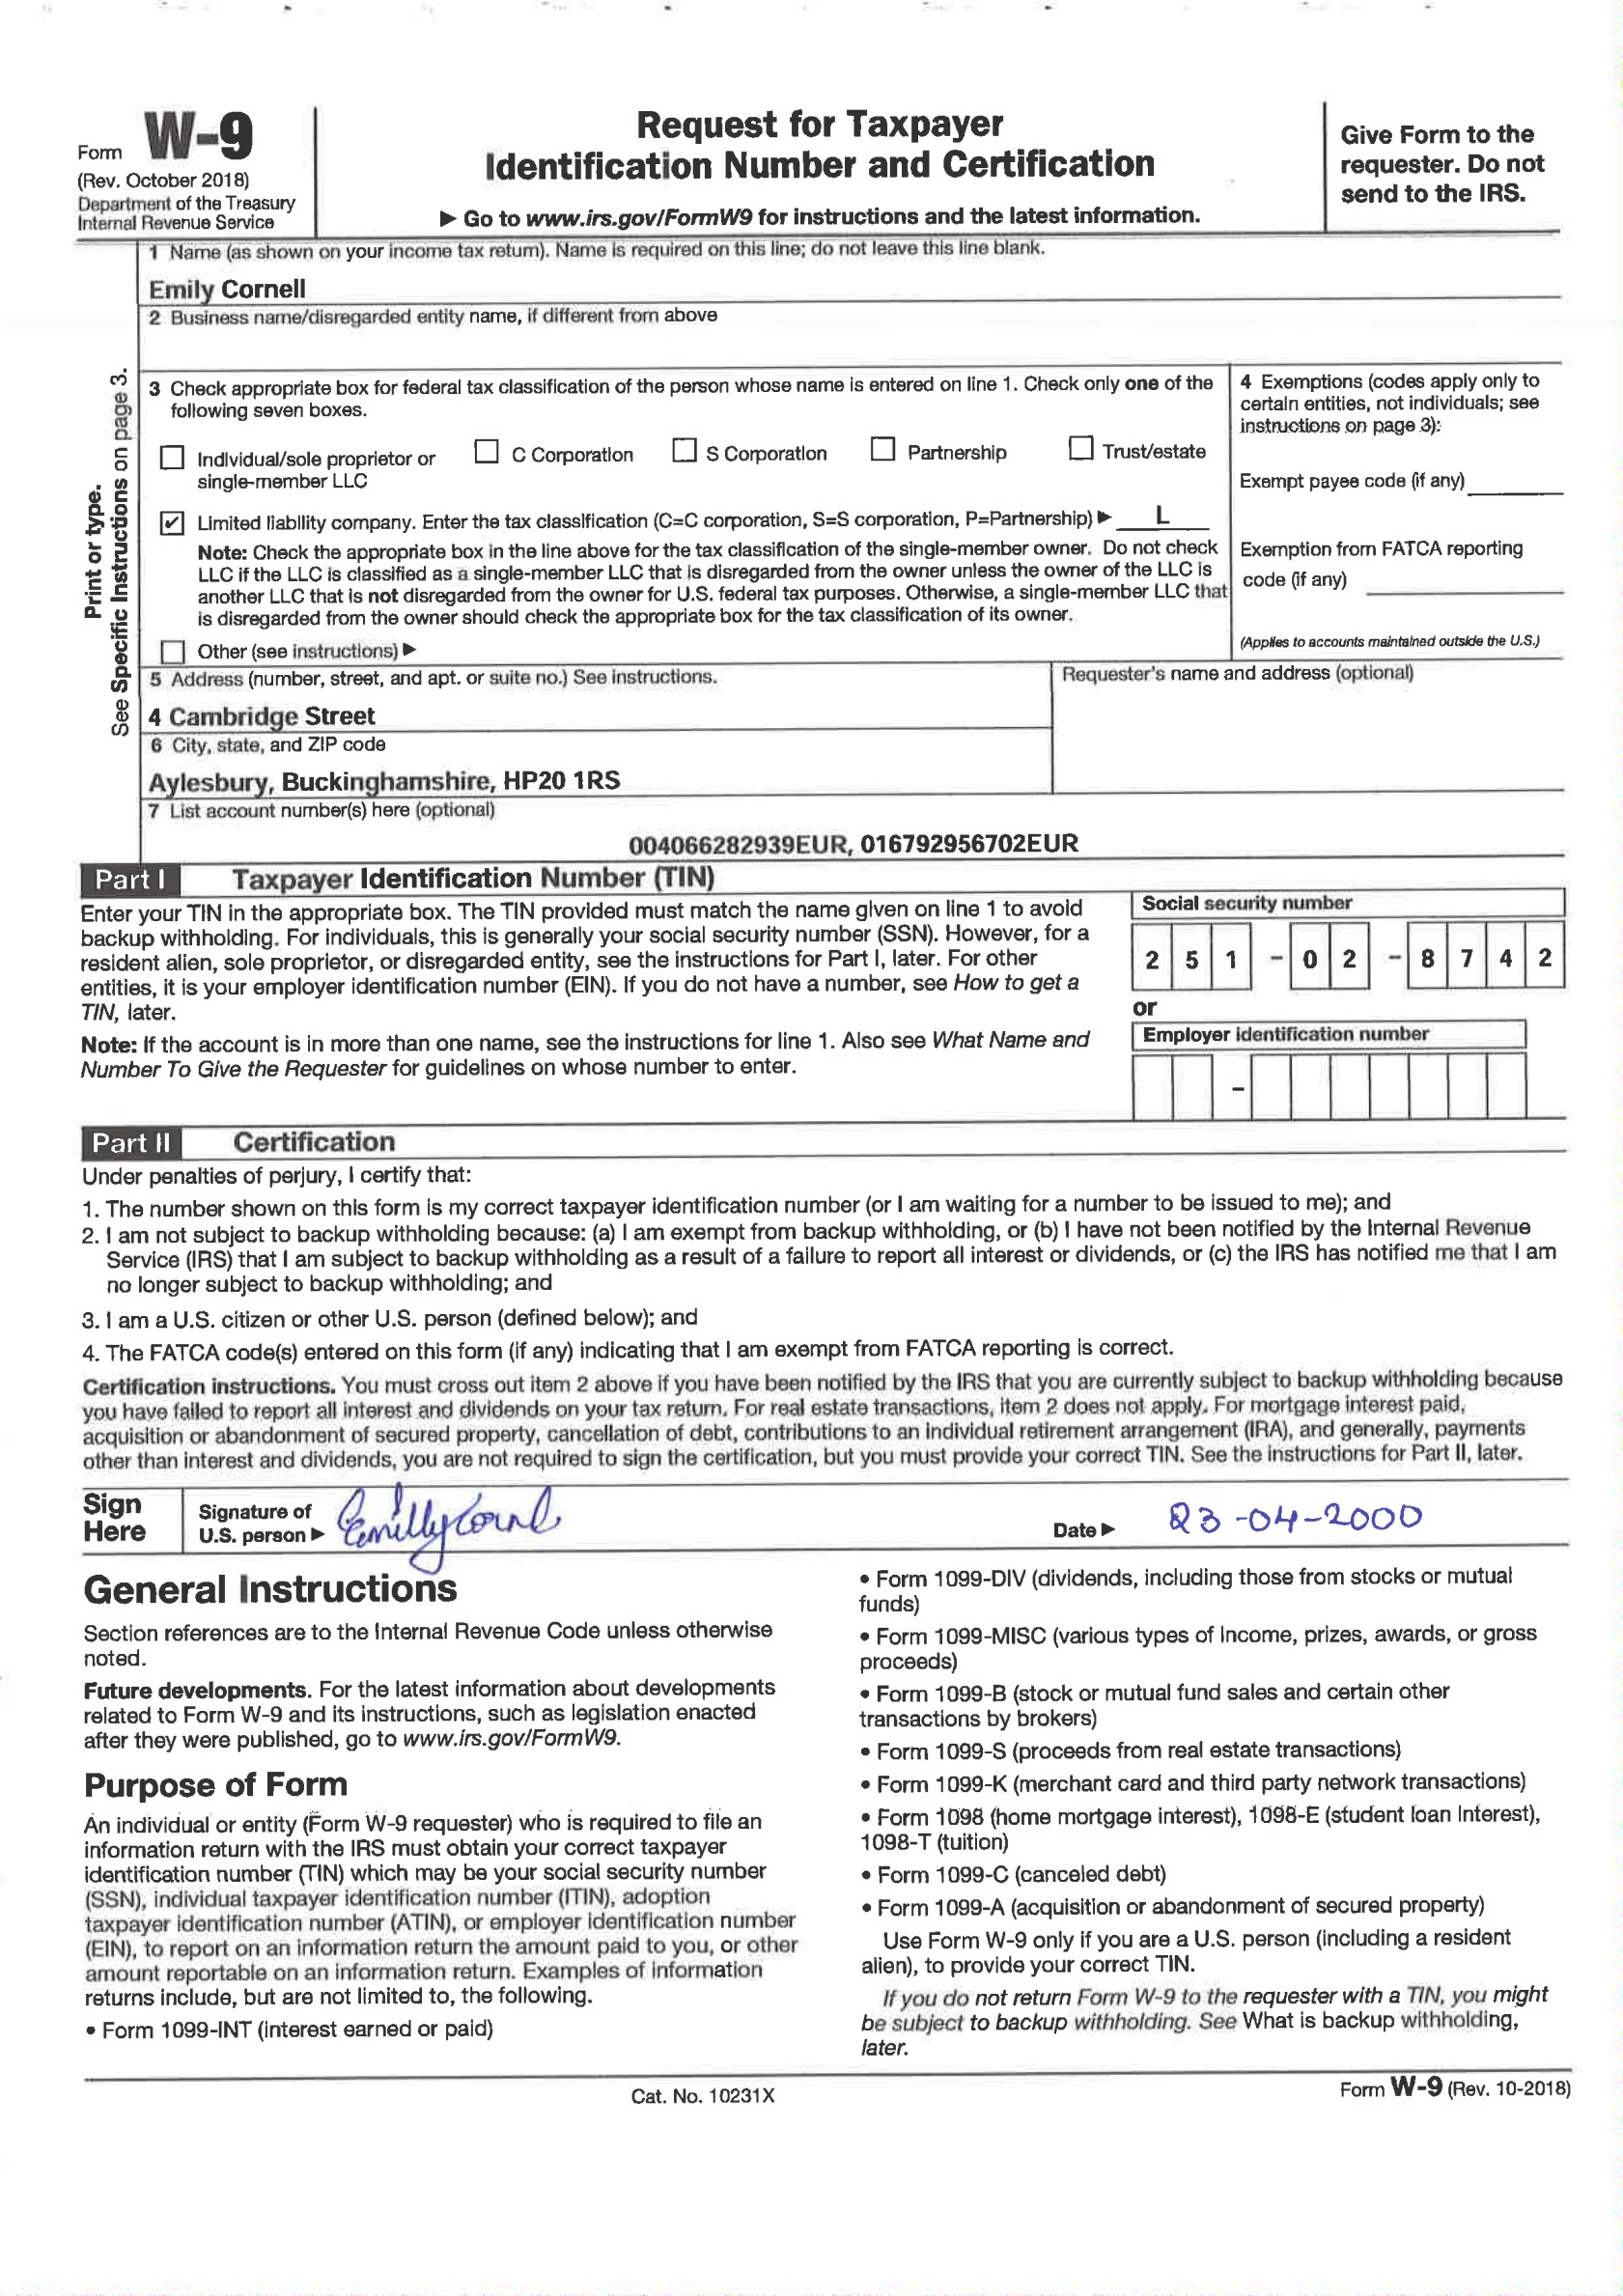 Form W-9
(Rev. October 2018)
Department of the Treasury
Internal Revenue Service
Request for Taxpayer
Identification Number and Certification
▶ Go to www.irs.gov/FormW9 for instructions and the latest information.
Give Form to the
requester. Do not
send to the IRS.
Print or type.
See Specific Instructions on page 3.
1 Name (as shown on your income tax return). Name is required on this line; do not leave this line blank.
Emily Cornell
2 Business name/disregarded entity name, if different from above
3 Check appropriate box for federal tax classification of the person whose name is entered on line 1. Check only one of the
following seven boxes.
☐ Individual/sole proprietor or ☐ C Corporation ☐ S Corporation ☐ Partnership ☐ Trust/estate
single-member LLC
☑ Limited liability company. Enter the tax classification (C=C corporation, S=S corporation, P=Partnership) ▶ L
Note: Check the appropriate box in the line above for the tax classification of the single-member owner. Do not check
LLC if the LLC is classified as a single-member LLC that is disregarded from the owner unless the owner of the LLC is
another LLC that is not disregarded from the owner for U.S. federal tax purposes. Otherwise, a single-member LLC that
is disregarded from the owner should check the appropriate box for the tax classification of its owner.
☐ Other (see instructions) ▶
4 Exemptions (codes apply only to
certain entities, not individuals; see
instructions on page 3):
Exempt payee code (if any)
Exemption from FATCA reporting
code (if any)
(Applies to accounts maintained outside the U.S.)
5 Address (number, street, and apt. or suite no.) See instructions.
4 Cambridge Street
Requester's name and address (optional)
6 City, state, and ZIP code
Aylesbury, Buckinghamshire, HP20 1RS
7 List account number(s) here (optional)
004066282939EUR, 016792956702EUR
Part I Taxpayer Identification Number (TIN)
Enter your TIN in the appropriate box. The TIN provided must match the name given on line 1 to avoid
backup withholding. For individuals, this is generally your social security number (SSN). However, for a
resident alien, sole proprietor, or disregarded entity, see the instructions for Part I, later. For other
entities, it is your employer identification number (EIN). If you do not have a number, see How to get a
TIN, later.
Note: If the account is in more than one name, see the instructions for line 1. Also see What Name and
Number To Give the Requester for guidelines on whose number to enter.
Social security number
2 5 1 - 0 2 - 8 7 4 2
or
Employer identification number
-
Part II Certification
Under penalties of perjury, I certify that:
1. The number shown on this form is my correct taxpayer identification number (or I am waiting for a number to be issued to me); and
2. I am not subject to backup withholding because: (a) I am exempt from backup withholding, or (b) I have not been notified by the Internal Revenue
Service (IRS) that I am subject to backup withholding as a result of a failure to report all interest or dividends, or (c) the IRS has notified me that I am
no longer subject to backup withholding; and
3. I am a U.S. citizen or other U.S. person (defined below); and
4. The FATCA code(s) entered on this form (if any) indicating that I am exempt from FATCA reporting is correct.
Certification instructions. You must cross out item 2 above if you have been notified by the IRS that you are currently subject to backup withholding because
you have failed to report all interest and dividends on your tax return. For real estate transactions, item 2 does not apply. For mortgage interest paid,
acquisition or abandonment of secured property, cancellation of debt, contributions to an individual retirement arrangement (IRA), and generally, payments
other than interest and dividends, you are not required to sign the certification, but you must provide your correct TIN. See the instructions for Part II, later.
Sign
Here
Signature of
U.S. person ▶
Date ▶ 23-04-2000
General Instructions
Section references are to the Internal Revenue Code unless otherwise
noted.
Future developments. For the latest information about developments
related to Form W-9 and its instructions, such as legislation enacted
after they were published, go to www.irs.gov/FormW9.
Purpose of Form
An individual or entity (Form W-9 requester) who is required to file an
information return with the IRS must obtain your correct taxpayer
identification number (TIN) which may be your social security number
(SSN), individual taxpayer identification number (ITIN), adoption
taxpayer identification number (ATIN), or employer identification number
(EIN), to report on an information return the amount paid to you, or other
amount reportable on an information return. Examples of information
returns include, but are not limited to, the following.
• Form 1099-INT (interest earned or paid)
• Form 1099-DIV (dividends, including those from stocks or mutual
funds)
• Form 1099-MISC (various types of income, prizes, awards, or gross
proceeds)
• Form 1099-B (stock or mutual fund sales and certain other
transactions by brokers)
• Form 1099-S (proceeds from real estate transactions)
• Form 1099-K (merchant card and third party network transactions)
• Form 1098 (home mortgage interest), 1098-E (student loan interest),
1098-T (tuition)
• Form 1099-C (canceled debt)
• Form 1099-A (acquisition or abandonment of secured property)
Use Form W-9 only if you are a U.S. person (including a resident
alien), to provide your correct TIN.
If you do not return Form W-9 to the requester with a TIN, you might
be subject to backup withholding. See What is backup withholding,
later.
Cat. No. 10231X
Form W-9 (Rev. 10-2018)